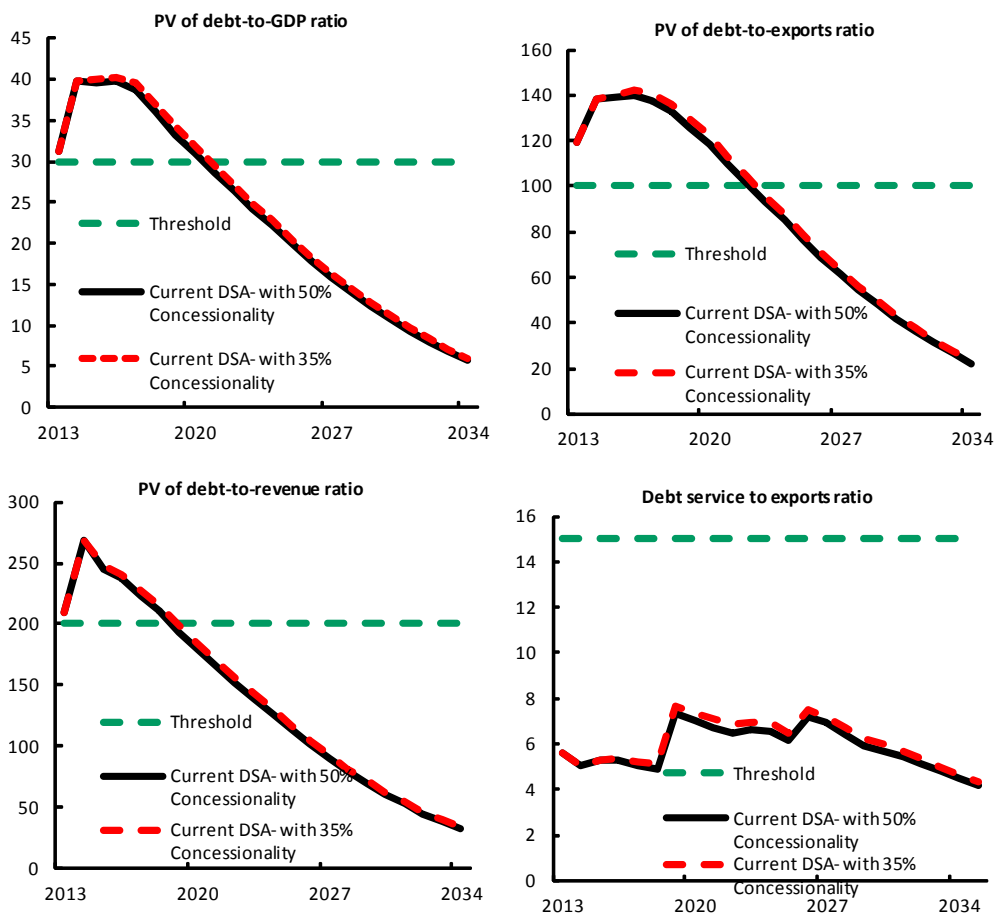 PV of debt-to-GDP ratio
45
40
35
30
25
20
15
10
5
0
Threshold
Current DSA- with 50%
Concessionality
Current DSA- with 35%
Concessionality
2013
2020
2027
2034
PV of debt-to-exports ratio
160
140
120
100
80
60
40
20
0
Threshold
Current DSA- with 50%
Concessionality
Current DSA- with 35%
Concessionality
2013
2020
2027
2034
PV of debt-to-revenue ratio
300
250
200
150
100
50
0
Threshold
Current DSA- with 50%
Concessionality
Current DSA- with 35%
Concessionality
2013
2020
2027
2034
Debt service to exports ratio
16
14
12
10
8
6
4
2
0
Threshold
Current DSA- with 50%
Concessionality
Current DSA- with 35%
Concessionality
2013
2020
2027
2034